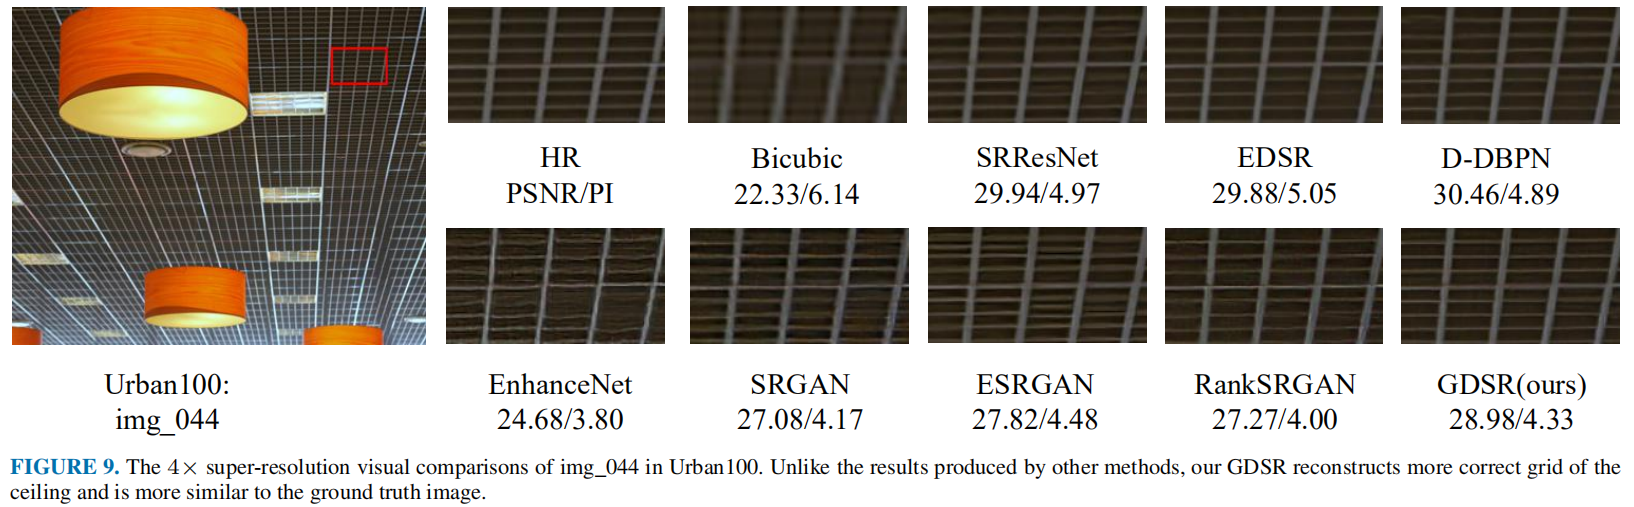 HR
PSNR/PI
Bicubic
22.33/6.14
SRResNet
29.94/4.97
EDSR
29.88/5.05
D-DBPN
30.46/4.89
Urban100:
img_044
EnhanceNet
24.68/3.80
SRGAN
27.08/4.17
ESRGAN
27.82/4.48
RankSRGAN
27.27/4.00
GDSR(ours)
28.98/4.33
FIGURE 9. The 4× super-resolution visual comparisons of img_044 in Urban100. Unlike the results produced by other methods, our GDSR reconstructs more correct grid of the
ceiling and is more similar to the ground truth image.